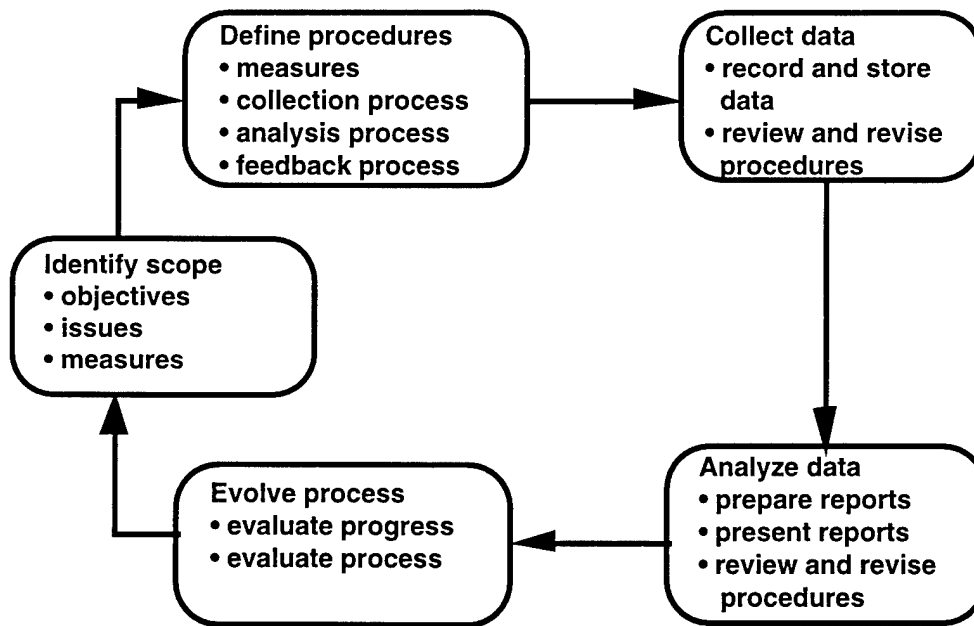 Define procedures
• measures
• collection process
• analysis process
• feedback process
Collect data
• record and store
data
• review and revise
procedures
Identify scope
• objectives
• issues
• measures
Analyze data
• prepare reports
• present reports
• review and revise
procedures
Evolve process
• evaluate progress
• evaluate process